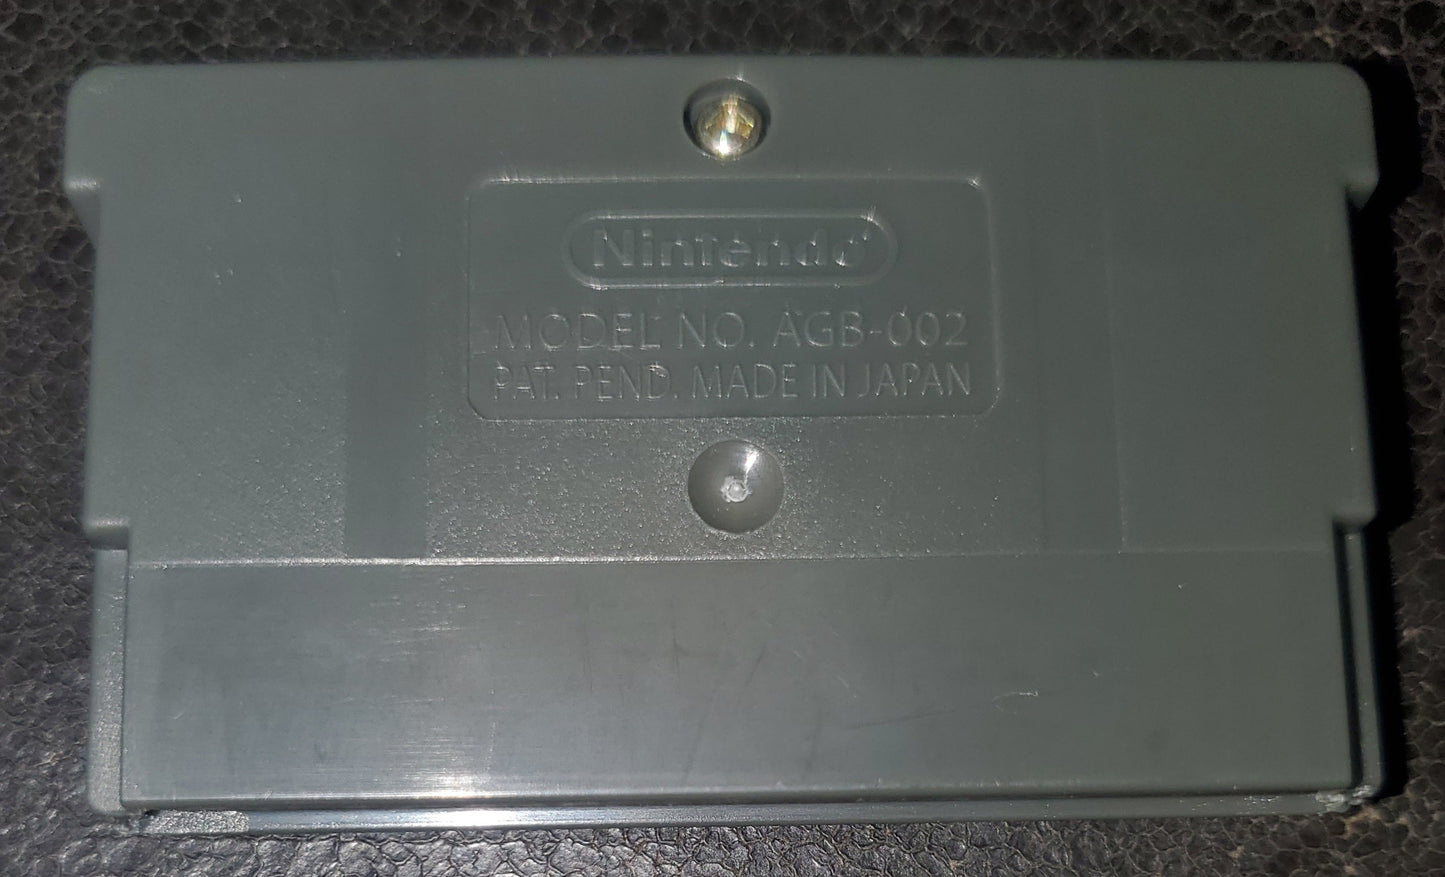 Nintendo
MODEL NO. AGB-002
PAT. PEND. MADE IN JAPAN